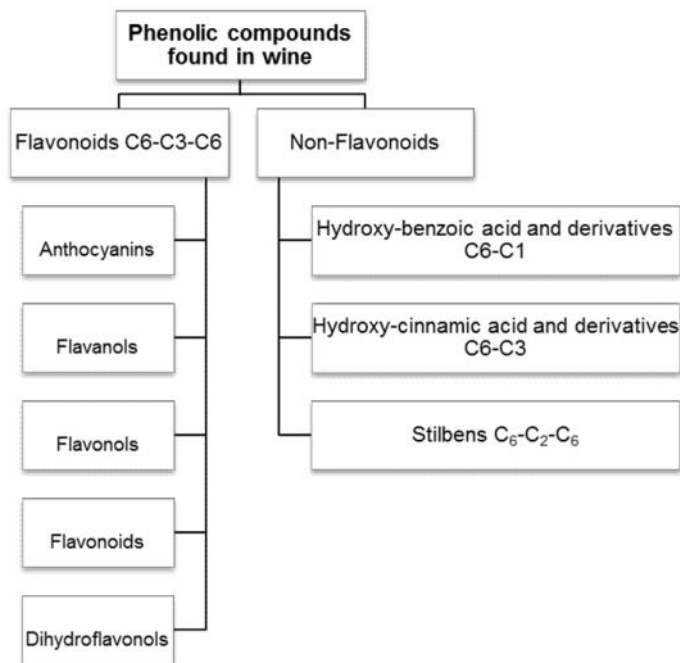 Phenolic compounds
found in wine
Flavonoids C6-C3-C6
Non-Flavonoids
Anthocyanins
Flavanols
Flavonols
Flavonoids
Dihydroflavonols
Hydroxy-benzoic acid and derivatives
C6-C1
Hydroxy-cinnamic acid and derivatives
C6-C3
Stilbens C₆-C₂-C₆